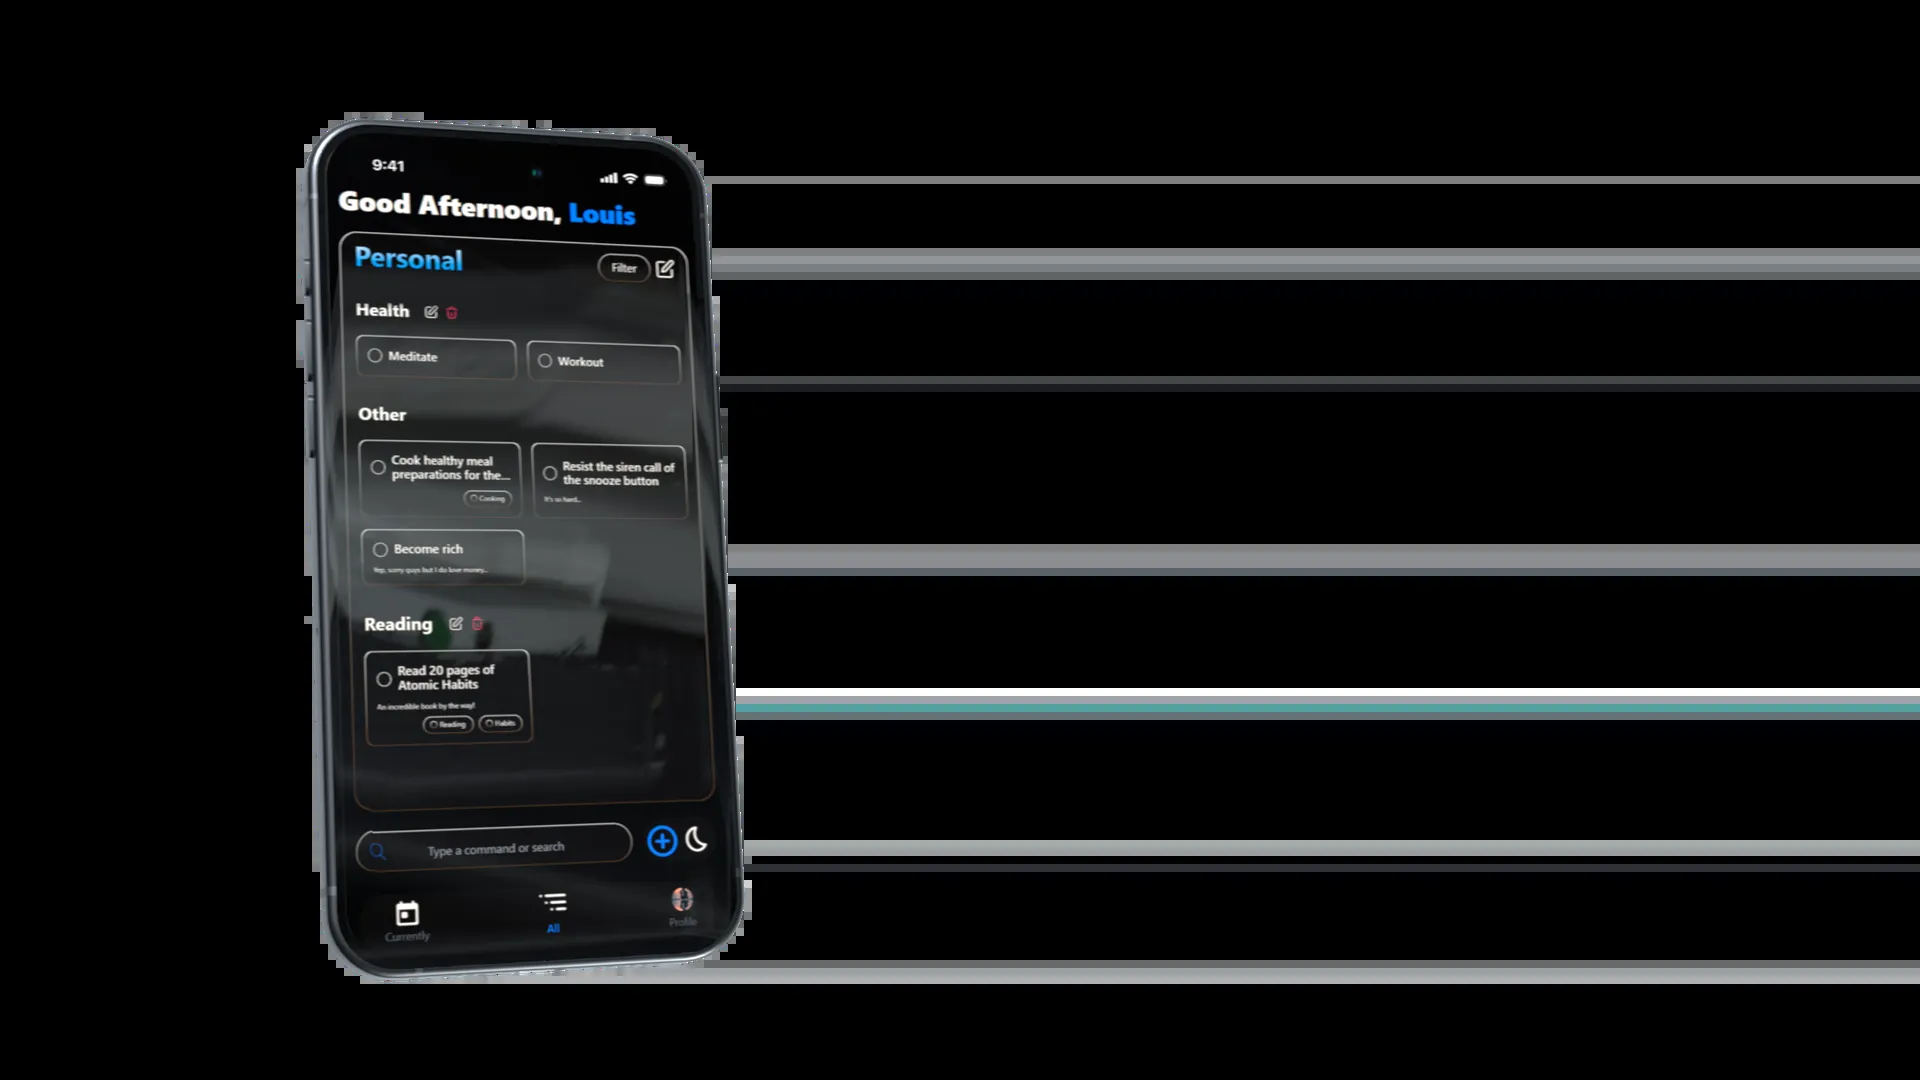 9:41
Good Afternoon, Louis
Personal
Filter
Health
Meditate
Workout
Other
Cook healthy meal
preparations for the...
Cooking
Resist the siren call of
the snooze button
It's so hard...
Become rich
Yep, sorry guys but I do love money...
Reading
Read 20 pages of
Atomic Habits
An incredible book by the way!
Reading
Habits
Type a command or search
Currently
All
Profile